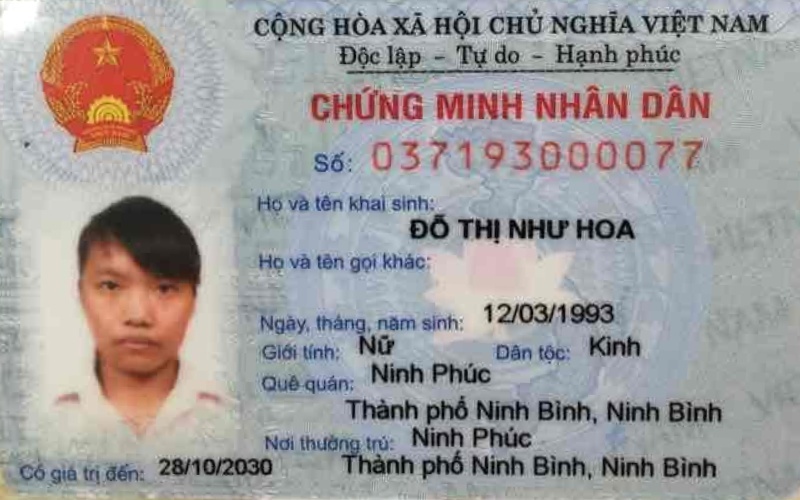 CỘNG HÒA XÃ HỘI CHỦ NGHĨA VIỆT NAM
Độc lập - Tự do - Hạnh phúc
CHỨNG MINH NHÂN DÂN
Số: 037193000077
Họ và tên khai sinh:
ĐỖ THỊ NHƯ HOA
Họ và tên gọi khác:
Ngày, tháng, năm sinh: 12/03/1993
Giới tính: Nữ Dân tộc: Kinh
Quê quán: Ninh Phúc
Thành phố Ninh Bình, Ninh Bình
Nơi thường trú: Ninh Phúc
Thành phố Ninh Bình, Ninh Bình
Có giá trị đến: 28/10/2030